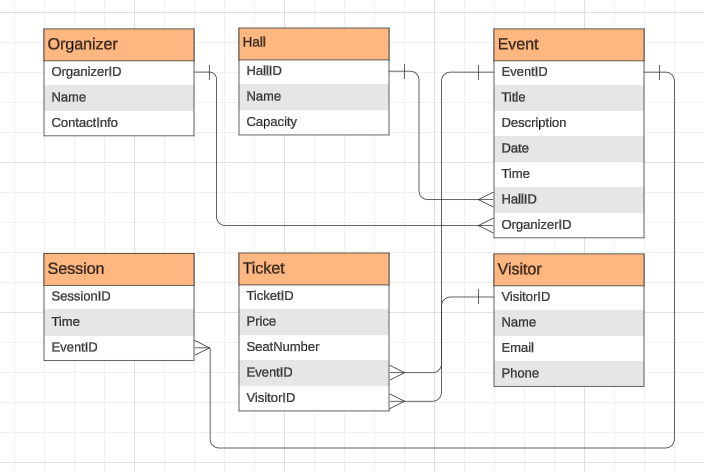 Organizer
OrganizerID
Name
ContactInfo
Hall
HallID
Name
Capacity
Event
EventID
Title
Description
Date
Time
HallID
OrganizerID
Session
SessionID
Time
EventID
Ticket
TicketID
Price
SeatNumber
EventID
VisitorID
Visitor
VisitorID
Name
Email
Phone